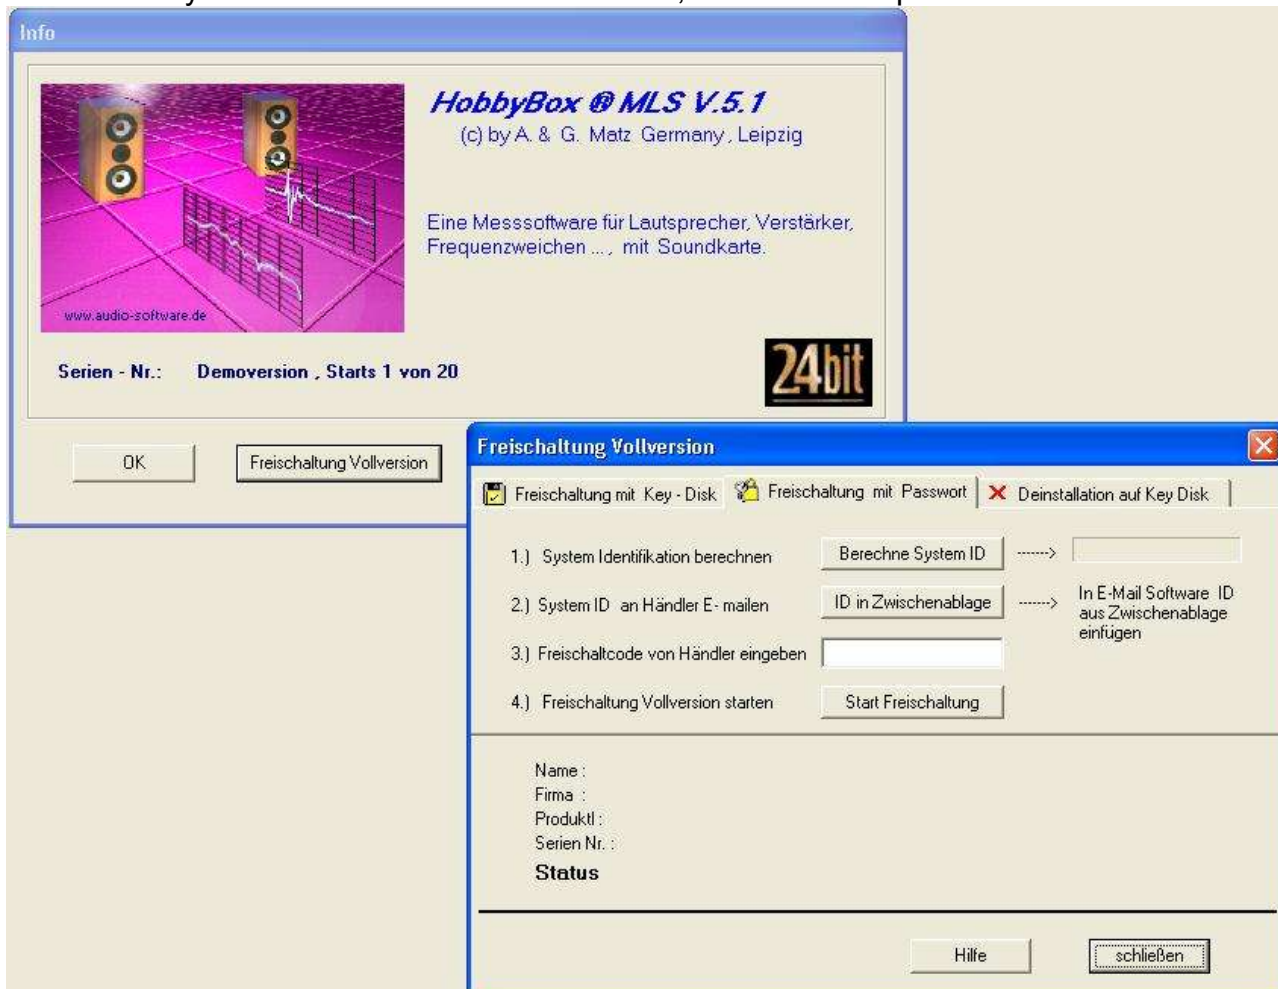 Info
HobbyBox ® MLS V.5.1
(c) by A. & G. Matz Germany , Leipzig
Eine Messsoftware für Lautsprecher, Verstärker,
Frequenzweichen ... , mit Soundkarte.
www.audio-software.de
24bit
Serien - Nr.: Demoversion , Starts 1 von 20
OK
Freischaltung Vollversion
Freischaltung Vollversion
Freischaltung mit Key - Disk
Freischaltung mit Passwort
Deinstallation auf Key Disk
1.) System Identifikation berechnen
Berechne System ID
------->
2.) System ID an Händler E- mailen
ID in Zwischenablage
------->
In E-Mail Software ID
aus Zwischenablage
einfügen
3.) Freischaltcode von Händler eingeben
4.) Freischaltung Vollversion starten
Start Freischaltung
Name :
Firma :
Produktl :
Serien Nr. :
Status
Hilfe
schließen